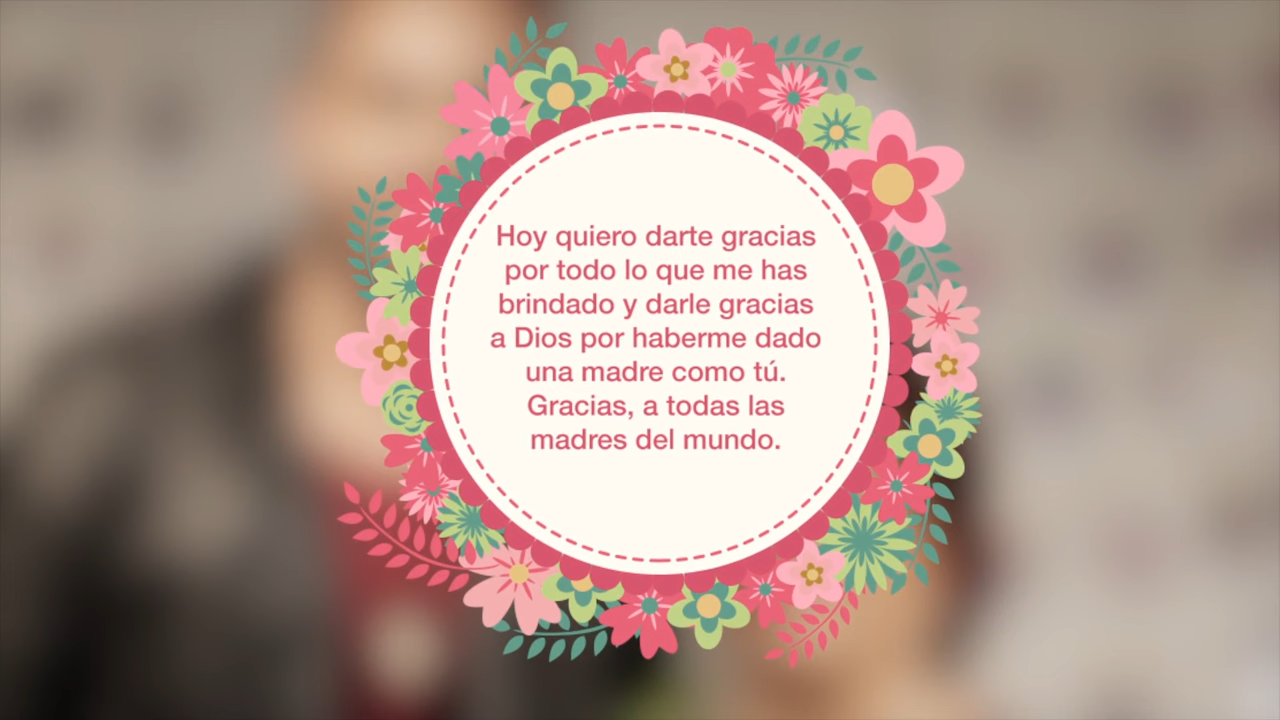 Hoy quiero darte gracias
por todo lo que me has
brindado y darle gracias
a Dios por haberme dado
una madre como tú.
Gracias, a todas las
madres del mundo.